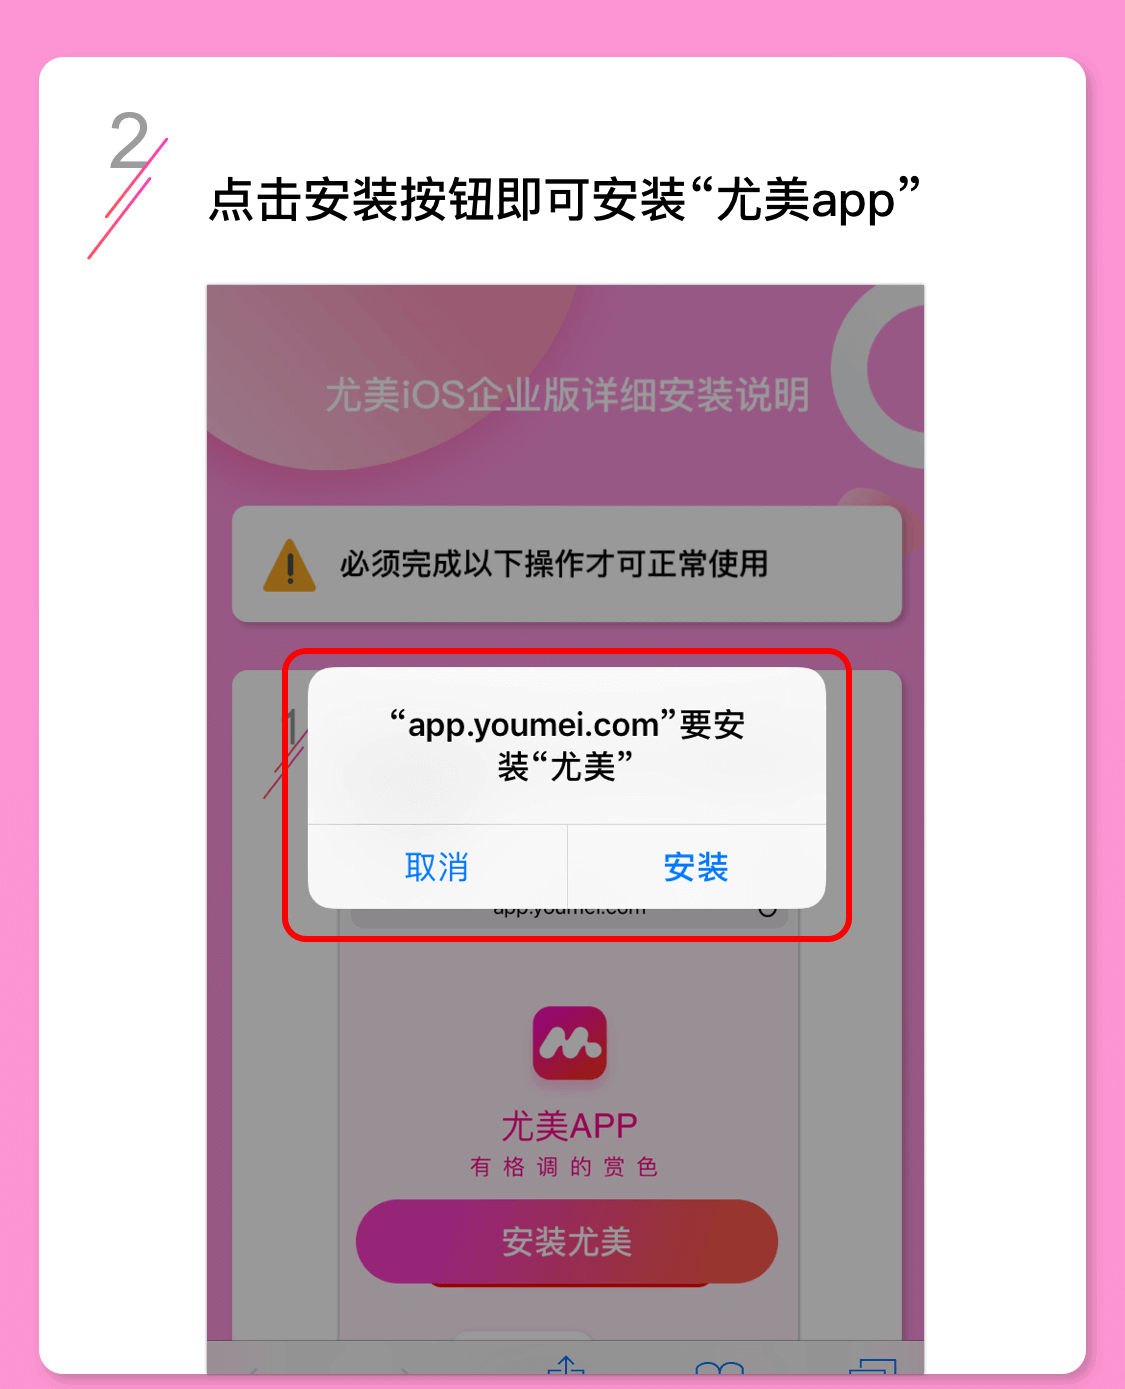 2
点击安装按钮即可安装“尤美app”
尤美iOS企业版详细安装说明
必须完成以下操作才可正常使用
1
“app.youmei.com”要安
装“尤美”
取消
安装
app.youmei.com
尤美APP
有格调的赏色
安装尤美